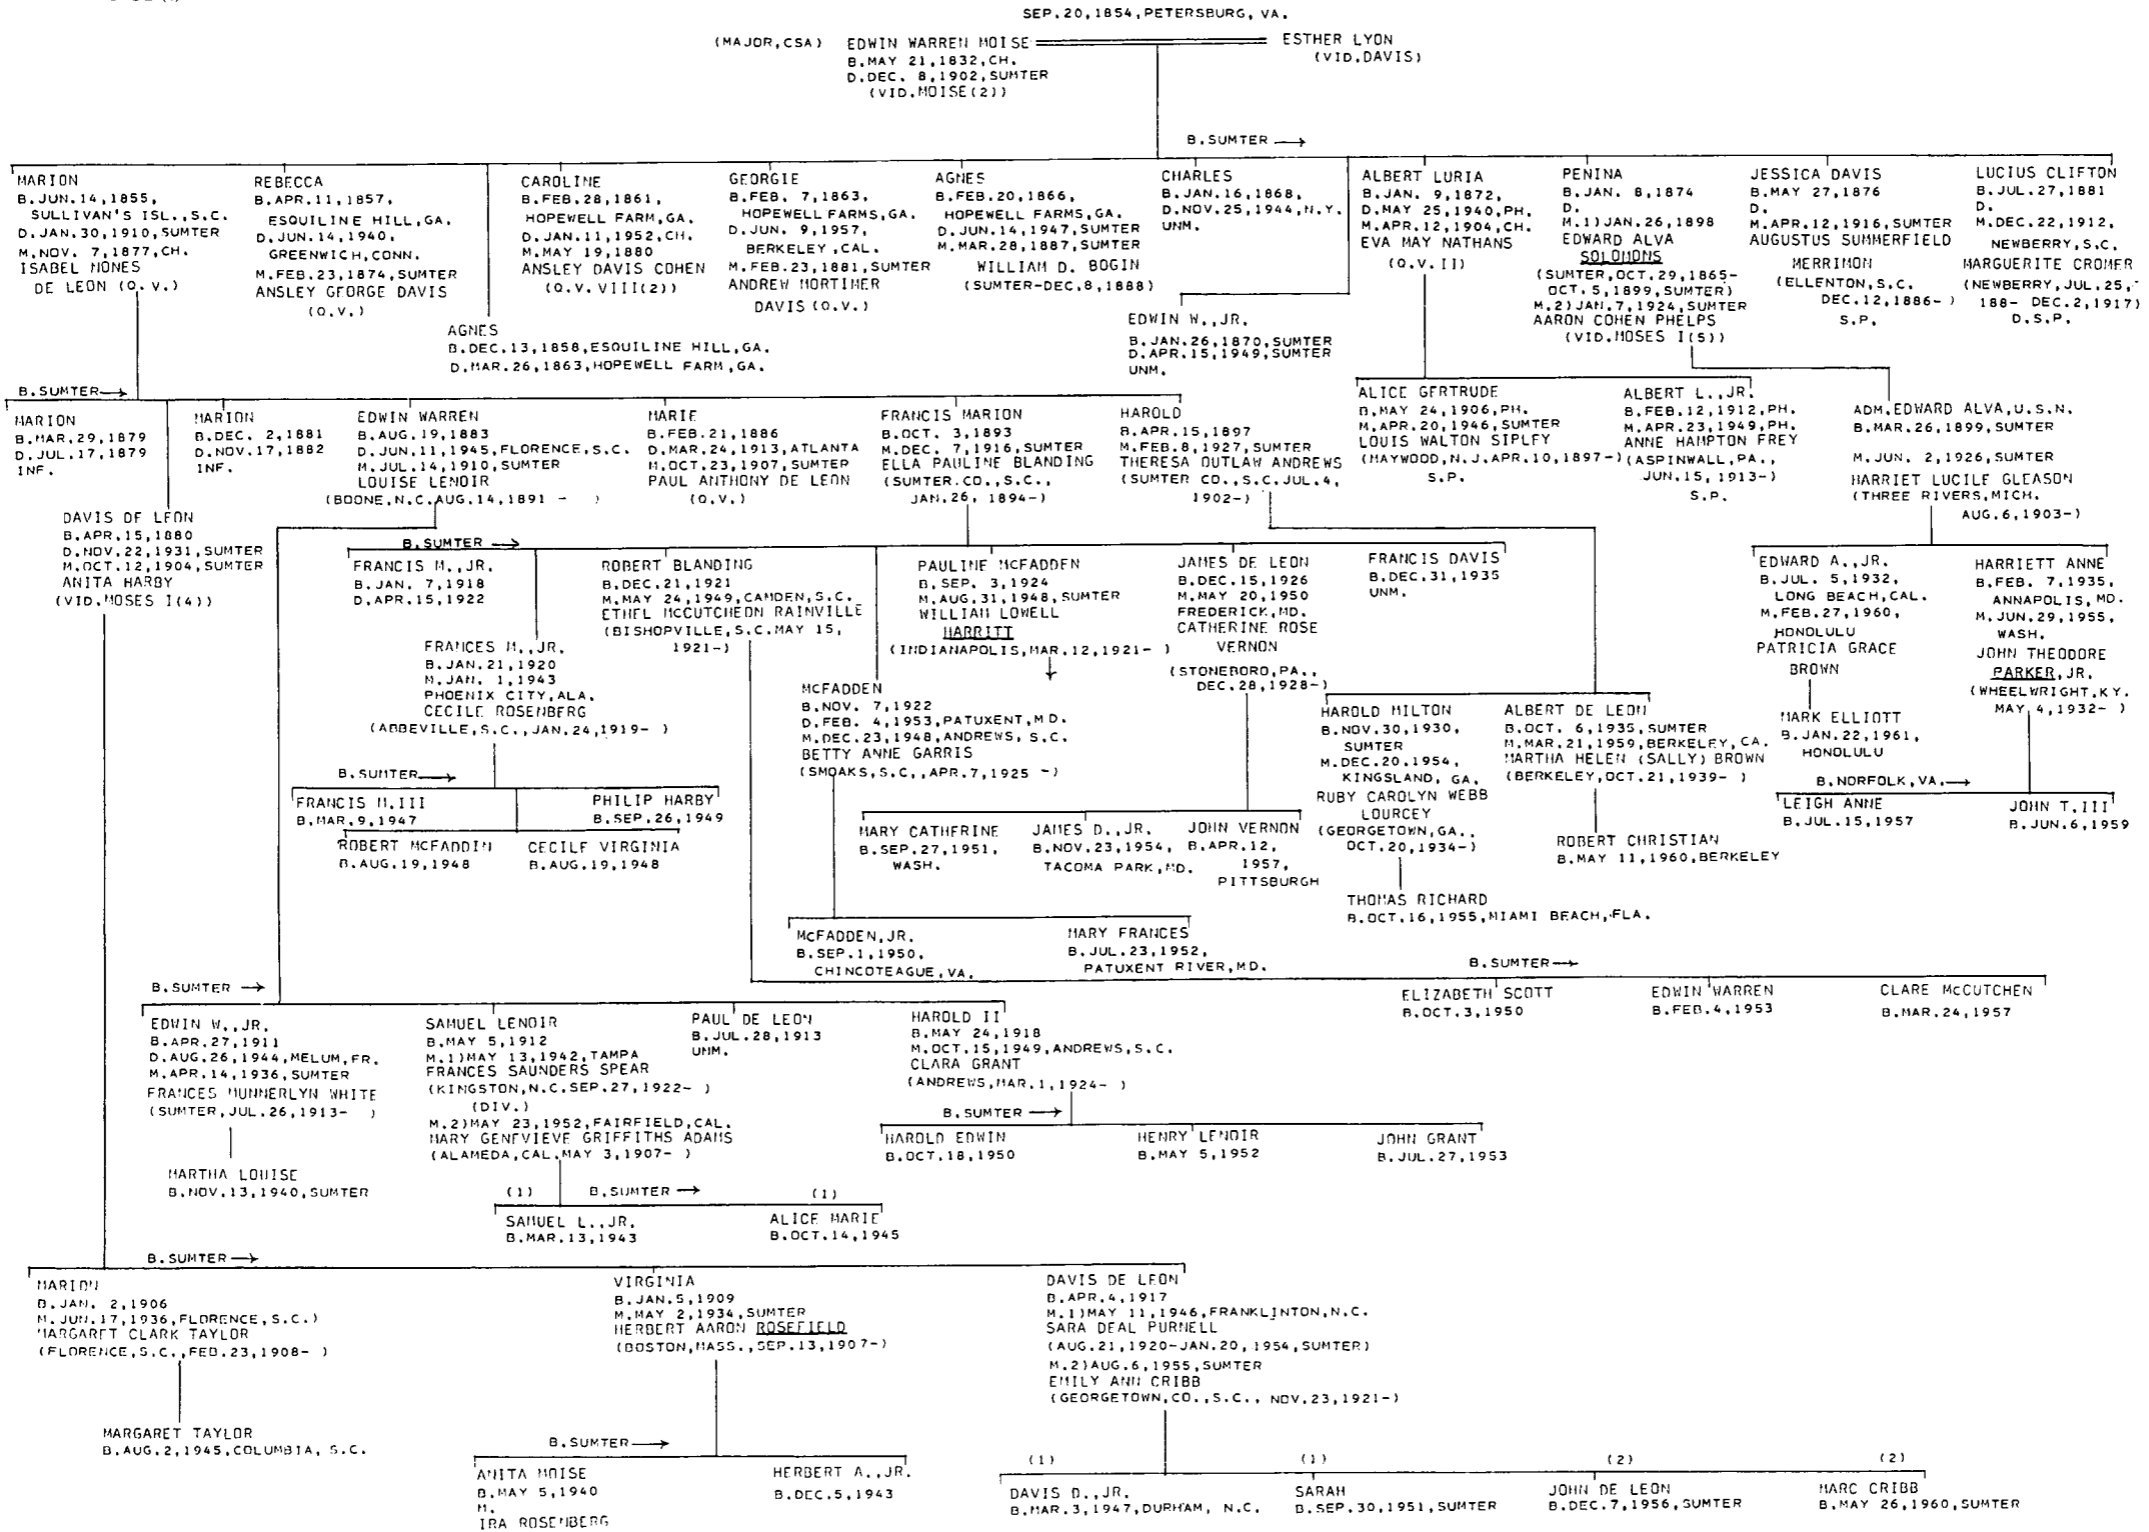 SEP.20,1854,PETERSBURG, VA.
(MAJOR,CSA) EDWIN WARREN MOISE
B.MAY 21,1832,CH.
D.DEC. 8,1902,SUMTER
(VID.MOISE(2))
ESTHER LYON
(VID.DAVIS)
B.SUMTER →
MARION
B.JUN.14,1855,
SULLIVAN'S ISL.,S.C.
D.JAN.30,1910,SUMTER
M.NOV. 7,1877,CH.
ISABEL NONES
DE LEON (Q.V.)
REBECCA
B.APR.11,1857,
ESQUILINE HILL,GA.
D.JUN.14,1940,
GREENWICH,CONN.
M.FEB.23,1874,SUMTER
ANSLEY GEORGE DAVIS
(Q.V.)
AGNES
B.DEC.13,1858,ESQUILINE HILL,GA.
D.MAR.26,1863,HOPEWELL FARM,GA.
CAROLINE
B.FEB.28,1861,
HOPEWELL FARM,GA.
D.JAN.11,1952,CH.
M.MAY 19,1880
ANSLEY DAVIS COHEN
(Q.V. VIII(2))
GEORGIE
B.FEB. 7,1863,
HOPEWELL FARMS,GA.
D.JUN. 9,1957,
BERKELEY,CAL.
M.FEB.23,1881,SUMTER
ANDREW MORTIMER
DAVIS (Q.V.)
AGNES
B.FEB.20,1866,
HOPEWELL FARMS,GA.
D.JUN.14,1947,SUMTER
M.MAR.28,1887,SUMTER
WILLIAM D. BOGIN
(SUMTER-DEC.8,1888)
CHARLES
B.JAN.16,1868,
D.NOV.25,1944,N.Y.
UNM.
EDWIN W.,JR.
B.JAN.26,1870,SUMTER
D.APR.15,1949,SUMTER
UNM.
ALBERT LURIA
B.JAN. 9,1872,
D.MAY 25,1940,PH.
M.APR.12,1904,CH.
EVA MAY NATHANS
(Q.V.II)
PENINA
B.JAN. 8,1874
D.
M.1)JAN.26,1898
EDWARD ALVA
SOLOMONS
(SUMTER,OCT.29,1865-
OCT.5,1899,SUMTER)
M.2)JAN.7,1924,SUMTER
AARON COHEN PHELPS
(VID.MOSES I(5))
JESSICA DAVIS
B.MAY 27,1876
D.
M.APR.12,1916,SUMTER
AUGUSTUS SUMMERFIELD
MERRIMON
(ELLENTON,S.C.
DEC.12,1886- )
S.P.
LUCIUS CLIFTON
B.JUL.27,1881
D.
M.DEC.22,1912,
NEWBERRY,S.C.
MARGUERITE CROMER
(NEWBERRY,JUL.25,
188- DEC.2,1917)
D.S.P.
B.SUMTER →
MARION
B.MAR.29,1879
D.JUL.17,1879
INF.
DAVIS DE LEON
B.APR.15,1880
D.NOV.22,1931,SUMTER
M.OCT.12,1904,SUMTER
ANITA HARBY
(VID.MOSES I(4))
MARION
B.DEC. 2,1881
D.NOV.17,1882
INF.
EDWIN WARREN
B.AUG.19,1883
D.JUN.11,1945,FLORENCE,S.C.
M.JUL.14,1910,SUMTER
LOUISE LENOIR
(BOONE,N.C.AUG.14,1891 - )
MARIE
B.FEB.21,1886
D.MAR.24,1913,ATLANTA
M.OCT.23,1907,SUMTER
PAUL ANTHONY DE LEON
(Q.V.)
FRANCIS MARION
B.OCT. 3,1893
M.DEC. 7,1916,SUMTER
ELLA PAULINE BLANDING
(SUMTER.CO.,S.C.,
JAN.26, 1894-)
HAROLD
B.APR.15,1897
M.FEB.8,1927,SUMTER
THERESA OUTLAW ANDREWS
(SUMTER CO.,S.C.JUL.4,
1902-)
ALICE GERTRUDE
B.MAY 24,1906,PH.
M.APR.20,1946,SUMTER
LOUIS WALTON SIPLEY
(MAYWOOD,N.J.APR.10,1897-)
S.P.
ALBERT L.,JR.
B.FEB.12,1912,PH.
M.APR.23,1949,PH.
ANNE HAMPTON FREY
(ASPINWALL,PA.,
JUN.15, 1913-)
S.P.
ADM.EDWARD ALVA,U.S.N.
B.MAR.26,1899,SUMTER
M.JUN. 2,1926,SUMTER
HARRIET LUCILE GLEASON
(THREE RIVERS,MICH.
AUG.6,1903-)
B.SUMTER →
FRANCIS M.,JR.
B.JAN. 7,1918
D.APR.15,1922
FRANCES M.,JR.
B.JAN.21,1920
M.JAN. 1,1943
PHOENIX CITY,ALA.
CECILE ROSENBERG
(ABBEVILLE,S.C.,JAN.24,1919- )
ROBERT BLANDING
B.DEC.21,1921
M.MAY 24,1949,CAMDEN,S.C.
ETHEL MCCUTCHEON RAINVILLE
(BISHOPVILLE,S.C.MAY 15,
1921-)
MCFADDEN
B.NOV. 7,1922
D.FEB. 4,1953,PATUXENT,MD.
M.DEC.23,1948,ANDREWS,S.C.
BETTY ANNE GARRIS
(SMOAKS,S.C.,APR.7,1925 -)
PAULINE MCFADDEN
B.SEP. 3,1924
M.AUG.31,1948,SUMTER
WILLIAM LOWELL
HARRITT
(INDIANAPOLIS,MAR.12,1921- )
↓
JAMES DE LEON
B.DEC.15,1926
M.MAY 20,1950
FREDERICK,MD.
CATHERINE ROSE
VERNON
(STONEBORO,PA.,
DEC.28,1928-)
FRANCIS DAVIS
B.DEC.31,1935
UNM.
EDWARD A.,JR.
B.JUL. 5,1932,
LONG BEACH,CAL.
M.FEB.27,1960,
HONOLULU
PATRICIA GRACE
BROWN
HARRIETT ANNE
B.FEB. 7,1935,
ANNAPOLIS,MD.
M.JUN.29,1955,
WASH.
JOHN THEODORE
PARKER,JR.
(WHEELWRIGHT,KY.
MAY 4,1932- )
HAROLD MILTON
B.NOV.30,1930,
SUMTER
M.DEC.20,1954,
KINGSLAND, GA.
RUBY CAROLYN WEBB
LOURCEY
(GEORGETOWN,GA.,
OCT.20,1934-)
ALBERT DE LEON
B.OCT. 6,1935,SUMTER
M.MAR.21,1959,BERKELEY,CA.
MARTHA HELEN (SALLY) BROWN
(BERKELEY,OCT.21,1939- )
MARK ELLIOTT
B.JAN.22,1961,
HONOLULU
B.NORFOLK,VA. →
LEIGH ANNE
B.JUL.15,1957
JOHN T.III
B.JUN.6,1959
B.SUMTER →
FRANCIS M.III
B.MAR.9,1947
PHILIP HARBY
B.SEP.26,1949
ROBERT MCFADDIN
B.AUG.19,1948
CECILE VIRGINIA
B.AUG.19,1948
MARY CATHERINE
B.SEP.27,1951,
WASH.
JAMES D.,JR.
B.NOV.23,1954,
TACOMA PARK,MD.
JOHN VERNON
B.APR.12,
1957,
PITTSBURGH
ROBERT CHRISTIAN
B.MAY 11,1960,BERKELEY
THOMAS RICHARD
B.OCT.16,1955,MIAMI BEACH,FLA.
MCFADDEN,JR.
B.SEP.1,1950,
CHINCOTEAGUE,VA.
MARY FRANCES
B.JUL.23,1952,
PATUXENT RIVER,MD.
B.SUMTER →
ELIZABETH SCOTT
B.OCT.3,1950
EDWIN WARREN
B.FEB.4,1953
CLARE McCUTCHEN
B.MAR.24,1957
B.SUMTER →
EDWIN W.,JR.
B.APR.27,1911
D.AUG.26,1944,MELUM,FR.
M.APR.14,1936,SUMTER
FRANCES MUNNERLYN WHITE
(SUMTER,JUL.26,1913- )
SAMUEL LENOIR
B.MAY 5,1912
M.1)MAY 13,1942,TAMPA
FRANCES SAUNDERS SPEAR
(KINGSTON,N.C.SEP.27,1922- )
(DIV.)
M.2)MAY 23,1952,FAIRFIELD,CAL.
MARY GENEVIEVE GRIFFITHS ADAMS
(ALAMEDA,CAL.MAY 3,1907- )
PAUL DE LEON
B.JUL.28,1913
UNM.
HAROLD II
B.MAY 24,1918
M.OCT.15,1949,ANDREWS,S.C.
CLARA GRANT
(ANDREWS,MAR.1,1924- )
B.SUMTER →
HAROLD EDWIN
B.OCT.18,1950
HENRY LENOIR
B.MAY 5,1952
JOHN GRANT
B.JUL.27,1953
MARTHA LOUISE
B.NOV.13,1940,SUMTER
(1) B.SUMTER → (1)
SAMUEL L.,JR.
B.MAR.13,1943
ALICE MARIE
B.OCT.14,1945
B.SUMTER →
MARION
B.JAN. 2,1906
M.JUN.17,1936,FLORENCE,S.C.)
MARGARET CLARK TAYLOR
(FLORENCE,S.C.,FEB.23,1908- )
VIRGINIA
B.JAN.5,1909
M.MAY 2,1934,SUMTER
HERBERT AARON ROSEFIELD
(BOSTON,MASS.,SEP.13,1907-)
DAVIS DE LEON
B.APR.4,1917
M.1)MAY 11,1946,FRANKLINTON,N.C.
SARA DEAL PURNELL
(AUG.21,1920-JAN.20,1954,SUMTER)
M.2)AUG.6,1955,SUMTER
EMILY ANN CRIBB
(GEORGETOWN,CO.,S.C., NOV.23,1921-)
MARGARET TAYLOR
B.AUG.2,1945,COLUMBIA, S.C.
B.SUMTER →
ANITA MOISE
B.MAY 5,1940
M.
IRA ROSENBERG
HERBERT A.,JR.
B.DEC.5,1943
(1) (1) (2) (2)
DAVIS D.,JR.
B.MAR.3,1947,DURHAM, N.C.
SARAH
B.SEP.30,1951,SUMTER
JOHN DE LEON
B.DEC.7,1956,SUMTER
MARC CRIBB
B.MAY 26,1960,SUMTER